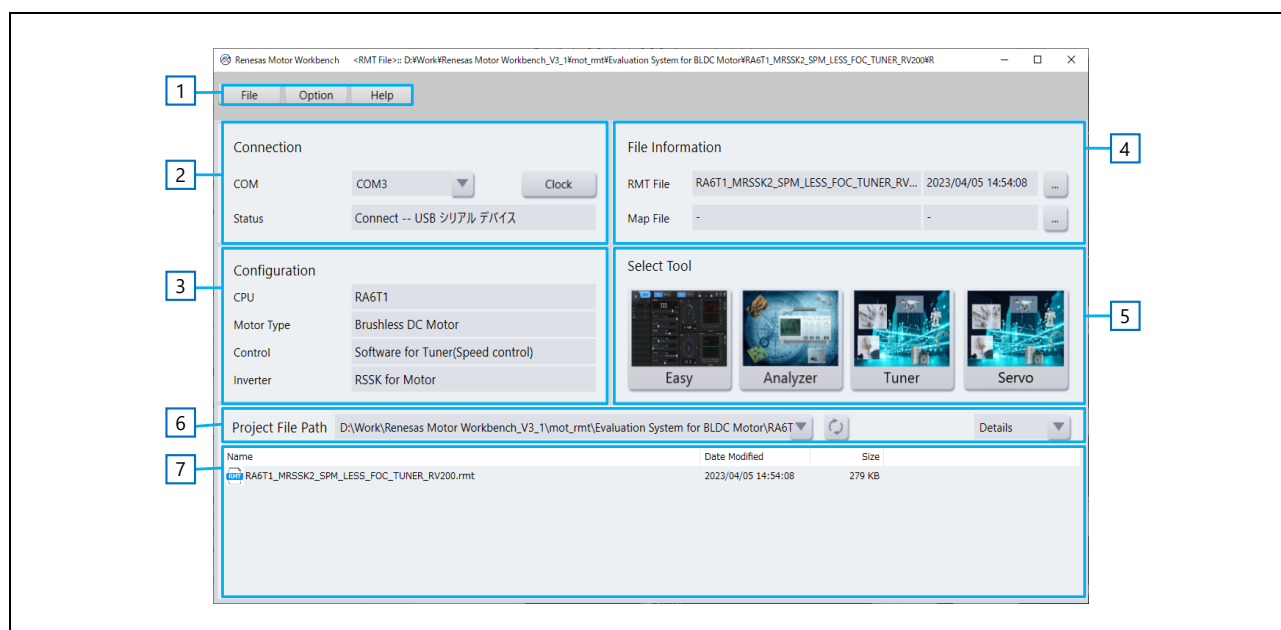 Renesas Motor Workbench <RMT File>:: D:¥Work¥Renesas Motor Workbench_V3_1¥mot_rmt¥Evaluation System for BLDC Motor¥RA6T1_MRSSK2_SPM_LESS_FOC_TUNER_RV200¥R
1
File Option Help
2
Connection
COM COM3 Clock
Status Connect -- USB シリアル デバイス
4
File Information
RMT File RA6T1_MRSSK2_SPM_LESS_FOC_TUNER_RV... 2023/04/05 14:54:08 ...
Map File - - ...
3
Configuration
CPU RA6T1
Motor Type Brushless DC Motor
Control Software for Tuner(Speed control)
Inverter RSSK for Motor
5
Select Tool
Easy Analyzer Tuner Servo
6
Project File Path D:\Work\Renesas Motor Workbench_V3_1\mot_rmt\Evaluation System for BLDC Motor\RA6T Details
7
Name Date Modified Size
RMT RA6T1_MRSSK2_SPM_LESS_FOC_TUNER_RV200.rmt 2023/04/05 14:54:08 279 KB